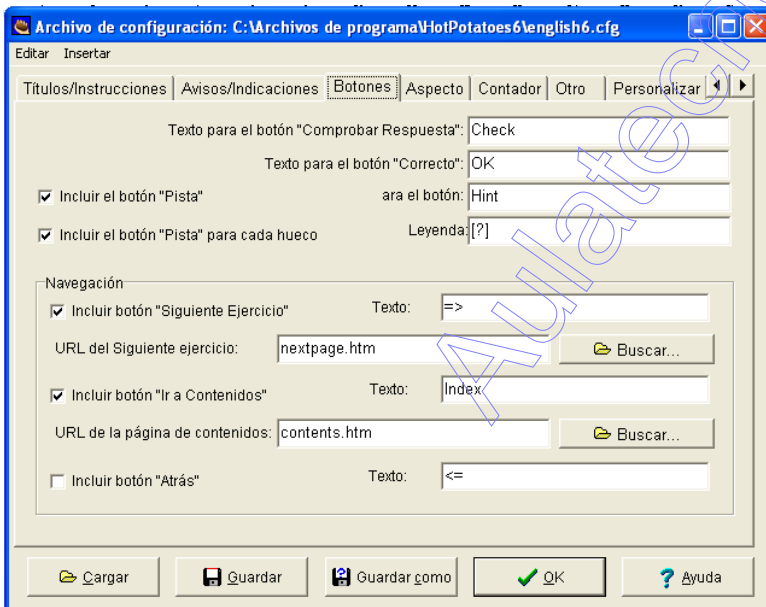 Archivo de configuración: C:\Archivos de programa\HotPotatoes6\english6.cfg
Editar Insertar
Títulos/Instrucciones Avisos/Indicaciones Botones Aspecto Contador Otro Personalizar
Texto para el botón "Comprobar Respuesta": Check
Texto para el botón "Correcto": OK
Incluir el botón "Pista" ara el botón: Hint
Incluir el botón "Pista" para cada hueco Leyenda: [?]
Navegación
Incluir botón "Siguiente Ejercicio" Texto: =>
URL del Siguiente ejercicio: nextpage.htm Buscar...
Incluir botón "Ir a Contenidos" Texto: Index
URL de la página de contenidos: contents.htm Buscar...
Incluir botón "Atrás" Texto: <=
Cargar Guardar Guardar como OK Ayuda
Aulatec